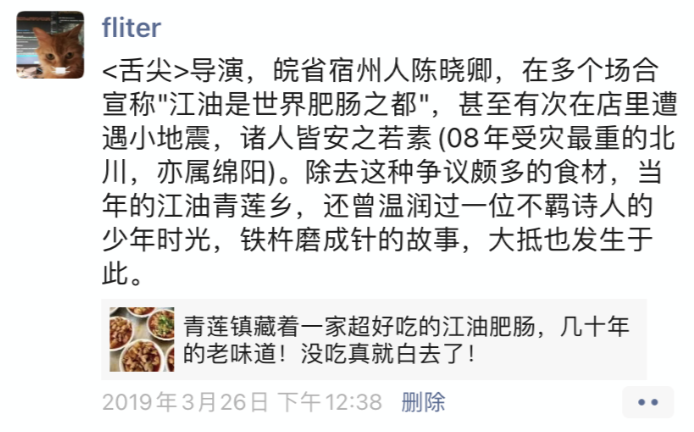 fliter
<舌尖>导演，皖省宿州人陈晓卿，在多个场合
宣称"江油是世界肥肠之都"，甚至有次在店里遭
遇小地震，诸人皆安之若素(08年受灾最重的北
川，亦属绵阳)。除去这种争议颇多的食材，当
年的江油青莲乡，还曾温润过一位不羁诗人的
少年时光，铁杵磨成针的故事，大抵也发生于
此。
青莲镇藏着一家超好吃的江油肥肠，几十年
的老味道！没吃真就白去了！
2019年3月26日 下午12:38 删除